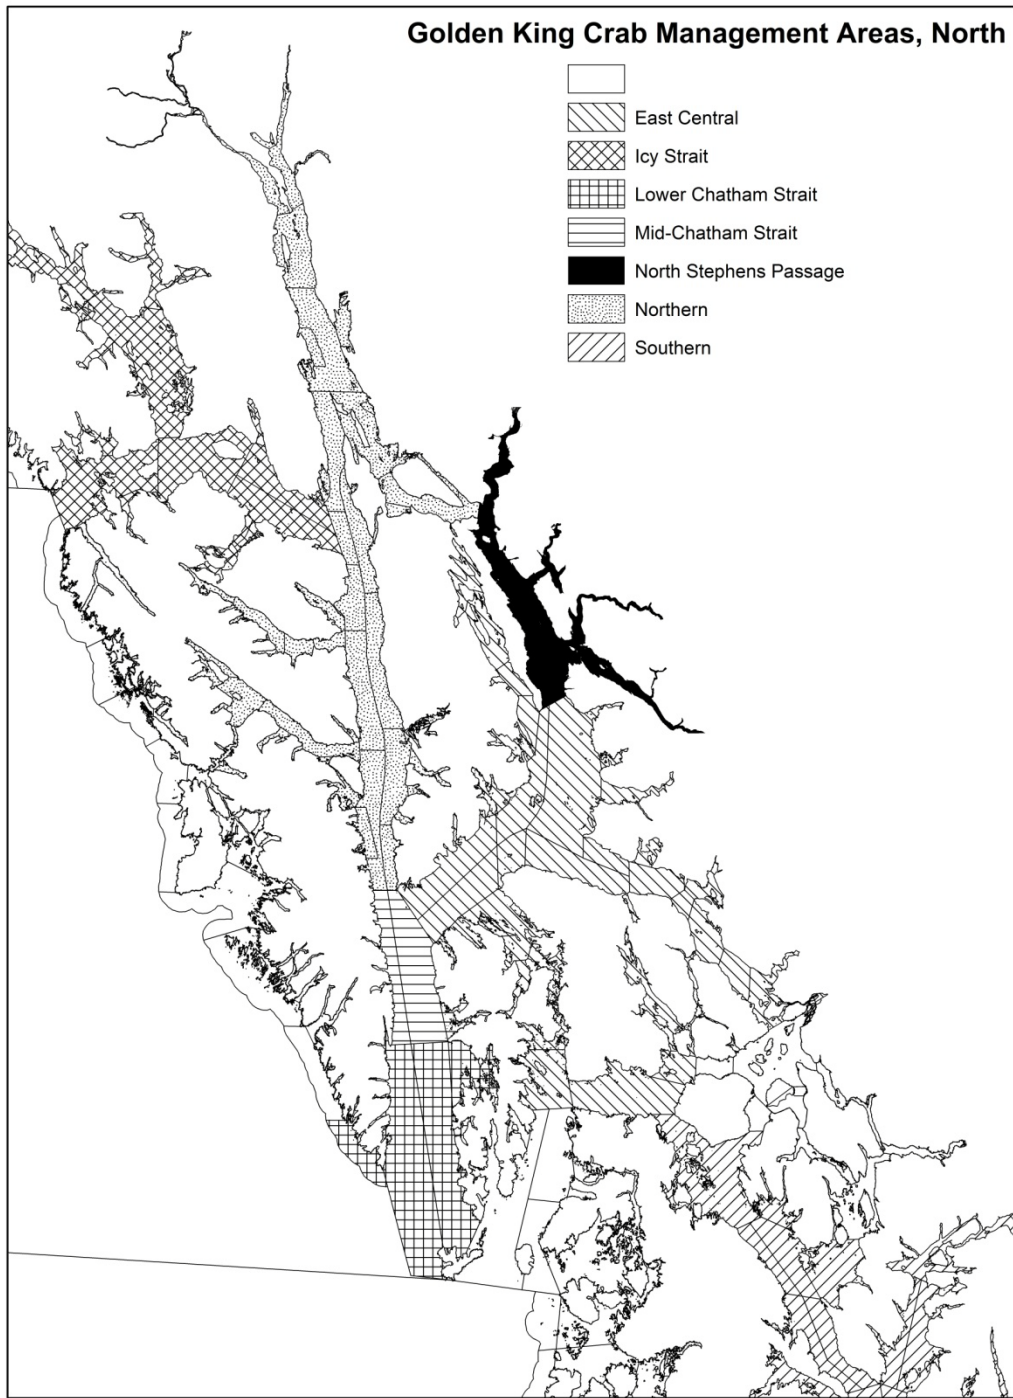 Golden King Crab Management Areas, North
East Central
Icy Strait
Lower Chatham Strait
Mid-Chatham Strait
North Stephens Passage
Northern
Southern